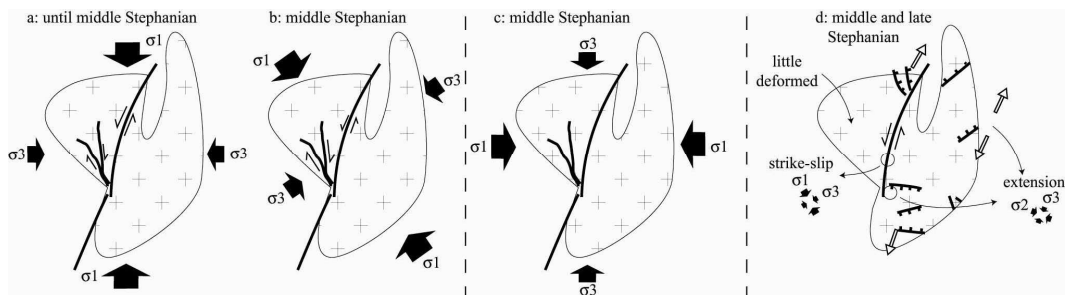 a: until middle Stephanian
σ1
σ3
σ3
σ1
b: middle Stephanian
σ1
σ3
σ3
σ1
c: middle Stephanian
σ3
σ1
σ1
σ3
d: middle and late
Stephanian
little
deformed
strike-slip
σ1
σ3
extension
σ2
σ3